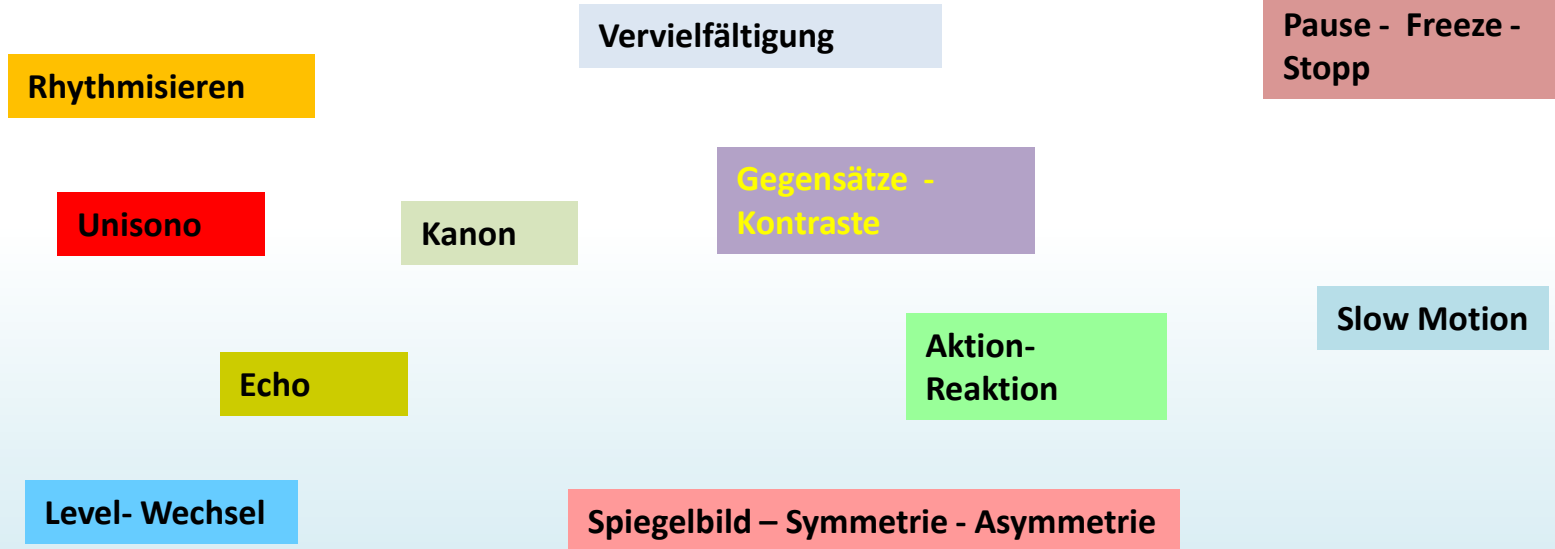 Vervielfältigung
Pause - Freeze -
Stopp
Rhythmisieren
Gegensätze -
Kontraste
Unisono
Kanon
Slow Motion
Aktion-
Reaktion
Echo
Level- Wechsel
Spiegelbild – Symmetrie - Asymmetrie